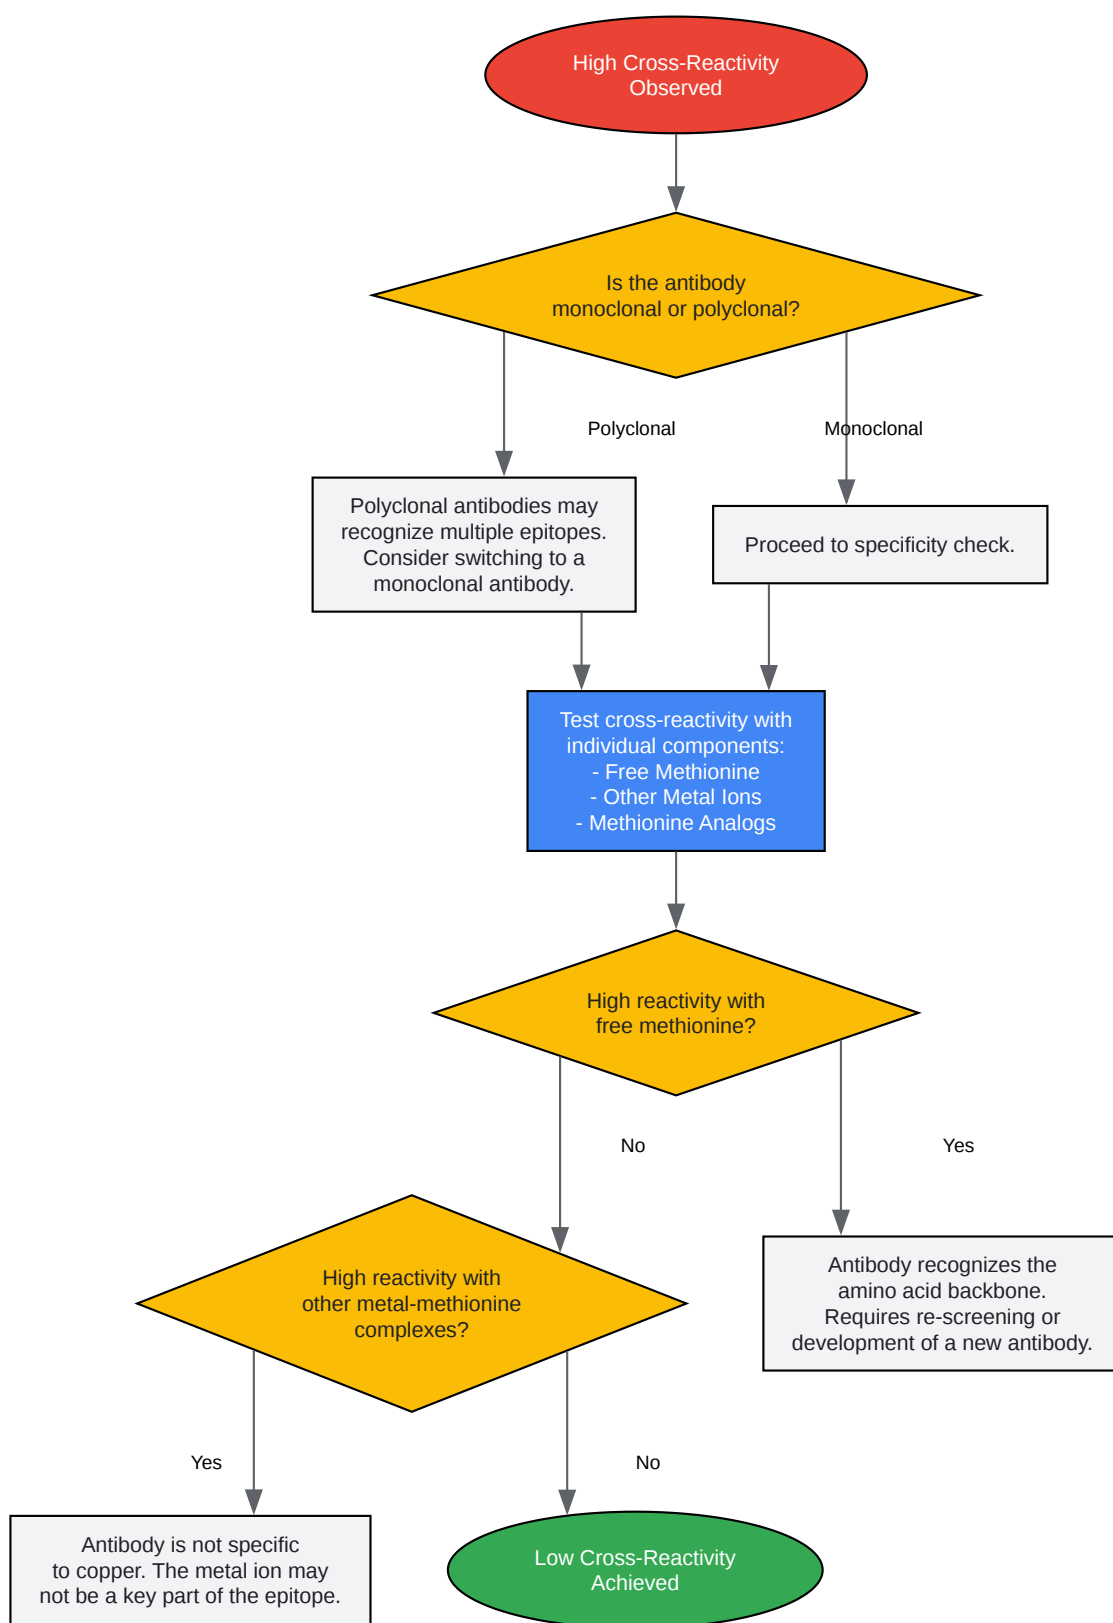 High Cross-Reactivity
Observed
Is the antibody
monoclonal or polyclonal?
Polyclonal
Monoclonal
Polyclonal antibodies may
recognize multiple epitopes.
Consider switching to a
monoclonal antibody.
Proceed to specificity check.
Test cross-reactivity with
individual components:
- Free Methionine
- Other Metal Ions
- Methionine Analogs
High reactivity with
free methionine?
No
Yes
High reactivity with
other metal-methionine
complexes?
Antibody recognizes the
amino acid backbone.
Requires re-screening or
development of a new antibody.
Yes
No
Antibody is not specific
to copper. The metal ion may
not be a key part of the epitope.
Low Cross-Reactivity
Achieved